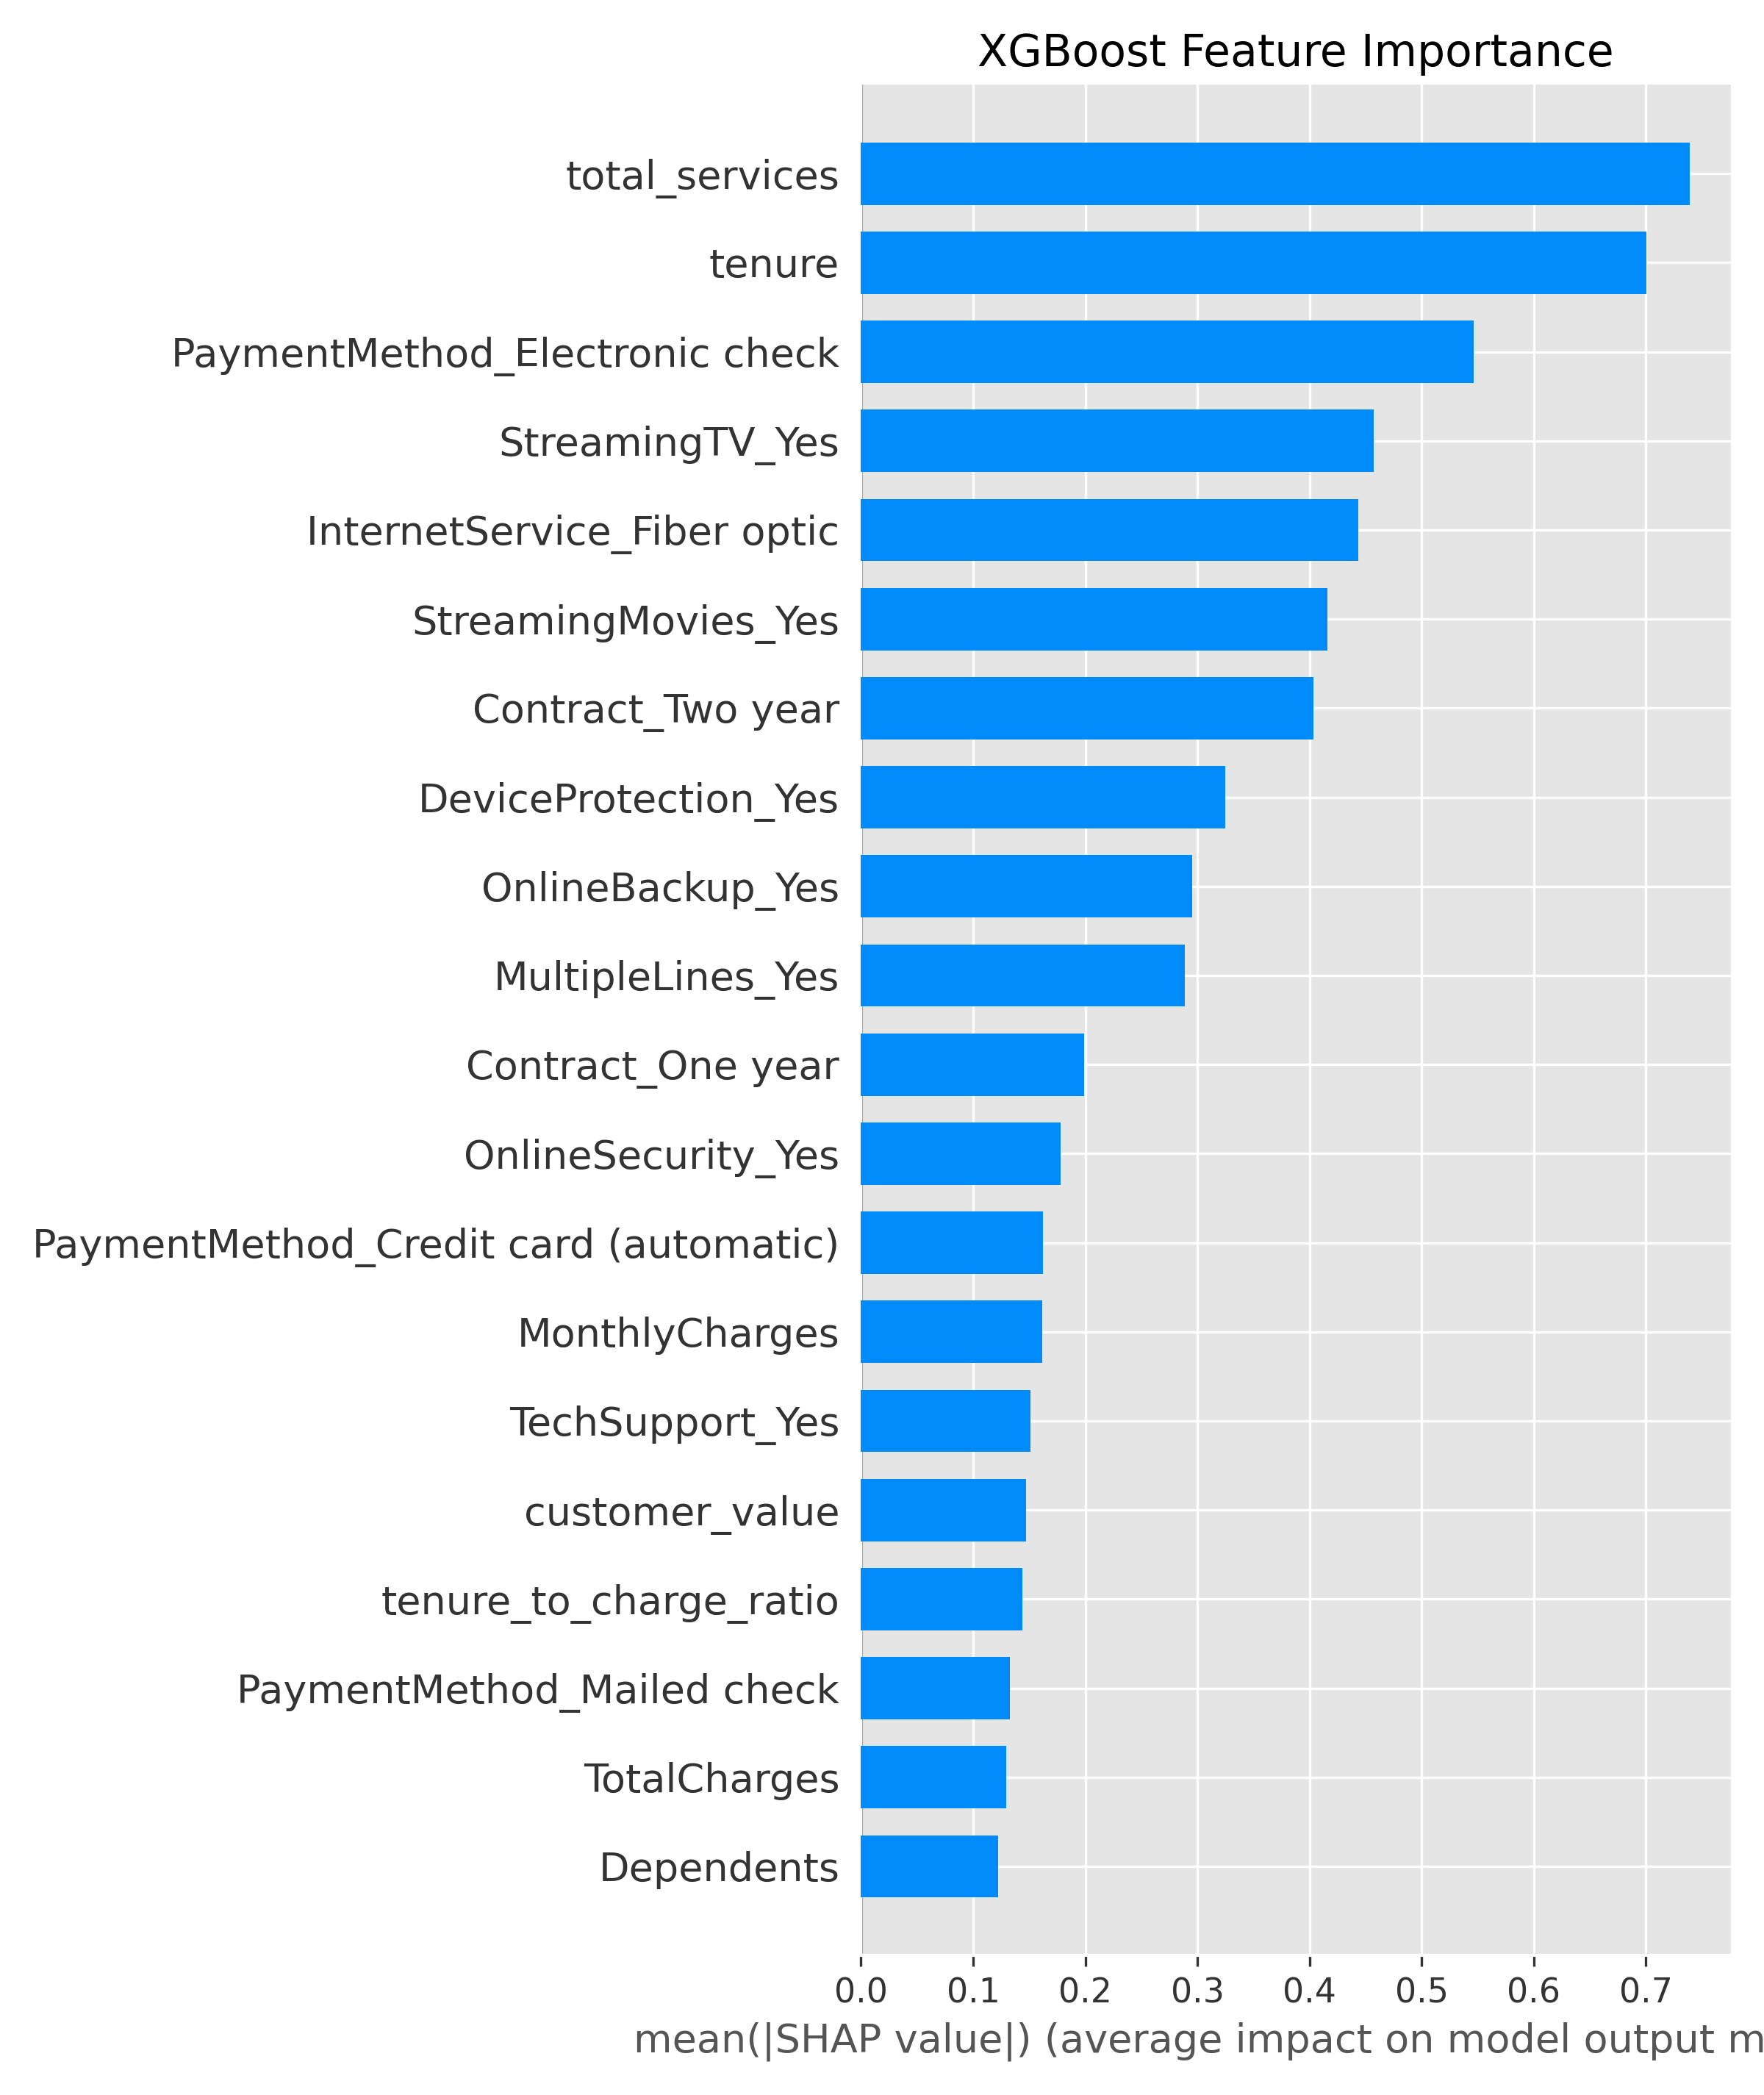 XGBoost Feature Importance
total_services
tenure
PaymentMethod_Electronic check
StreamingTV_Yes
InternetService_Fiber optic
StreamingMovies_Yes
Contract_Two year
DeviceProtection_Yes
OnlineBackup_Yes
MultipleLines_Yes
Contract_One year
OnlineSecurity_Yes
PaymentMethod_Credit card (automatic)
MonthlyCharges
TechSupport_Yes
customer_value
tenure_to_charge_ratio
PaymentMethod_Mailed check
TotalCharges
Dependents
0.0 0.1 0.2 0.3 0.4 0.5 0.6 0.7
mean(|SHAP value|) (average impact on model output m